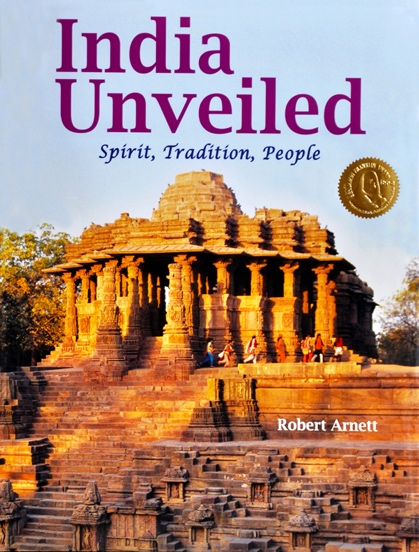 India
Unveiled
Spirit, Tradition, People
Robert Arnett